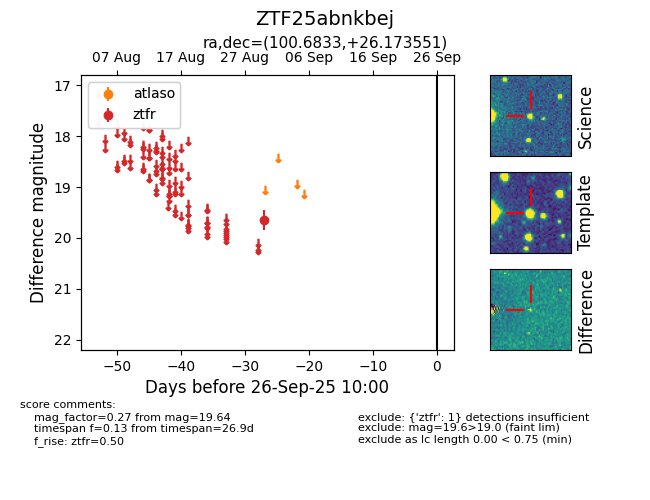 ZTF25abnkbej
ra,dec=(100.6833,+26.173551)
07 Aug 17 Aug 27 Aug 06 Sep 16 Sep 26 Sep
atlaso
ztfr
17
18
19
20
21
22
Difference magnitude
−50 −40 −30 −20 −10 0
Days before 26-Sep-25 10:00
Science
Template
Difference
score comments:
mag_factor=0.27 from mag=19.64
timespan f=0.13 from timespan=26.9d
f_rise: ztfr=0.50
exclude: {'ztfr': 1} detections insufficient
exclude: mag=19.6>19.0 (faint lim)
exclude as lc length 0.00 < 0.75 (min)